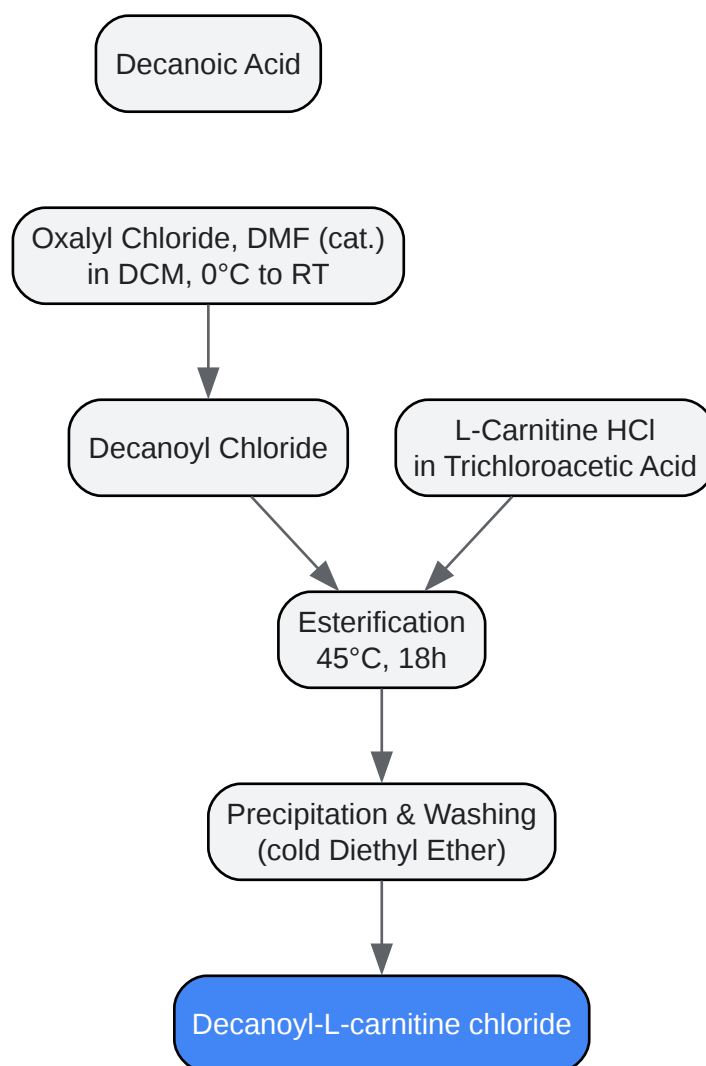 Decanoic Acid
Oxalyl Chloride, DMF (cat.)
in DCM, 0°C to RT
Decanoyl Chloride
L-Carnitine HCl
in Trichloroacetic Acid
Esterification
45°C, 18h
Precipitation & Washing
(cold Diethyl Ether)
Decanoyl-L-carnitine chloride